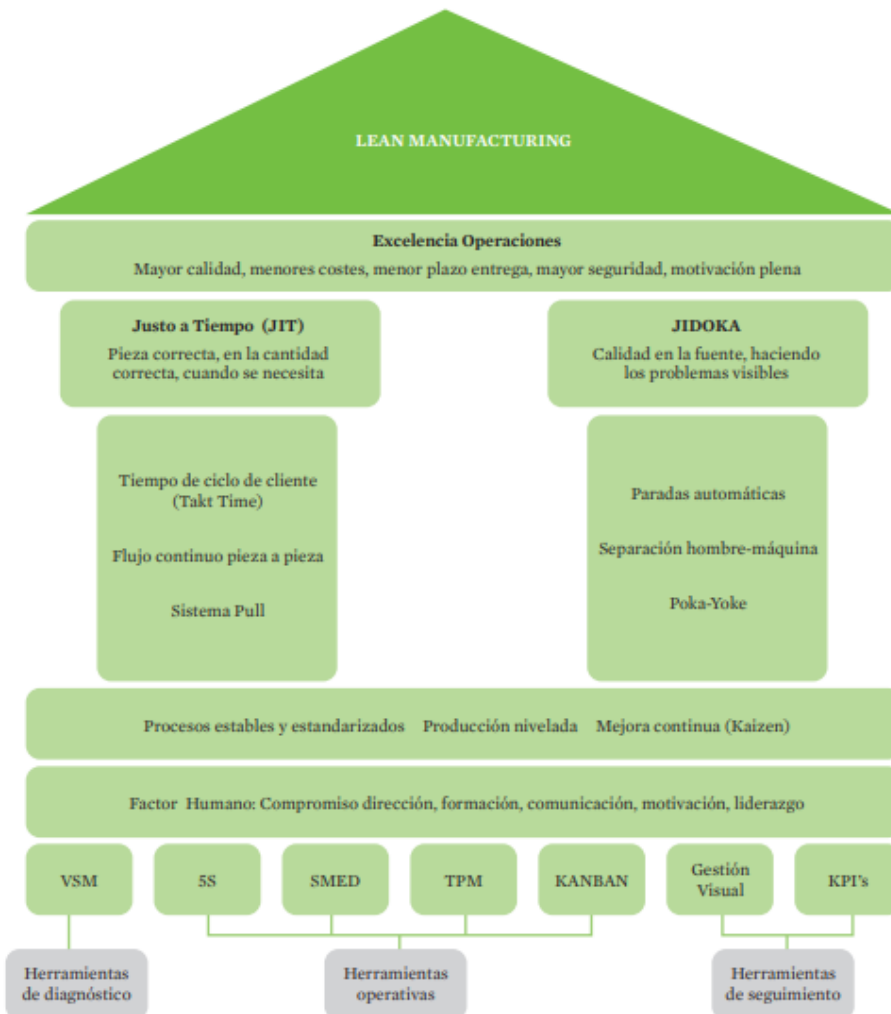 LEAN MANUFACTURING
Excelencia Operaciones
Mayor calidad, menores costes, menor plazo entrega, mayor seguridad, motivación plena
Justo a Tiempo (JIT)
Pieza correcta, en la cantidad
correcta, cuando se necesita
JIDOKA
Calidad en la fuente, haciendo
los problemas visibles
Tiempo de ciclo de cliente
(Takt Time)
Flujo continuo pieza a pieza
Sistema Pull
Paradas automáticas
Separación hombre-máquina
Poka-Yoke
Procesos estables y estandarizados Producción nivelada Mejora continua (Kaizen)
Factor Humano: Compromiso dirección, formación, comunicación, motivación, liderazgo
VSM
5S
SMED
TPM
KANBAN
Gestión
Visual
KPI's
Herramientas
de diagnóstico
Herramientas
operativas
Herramientas
de seguimiento